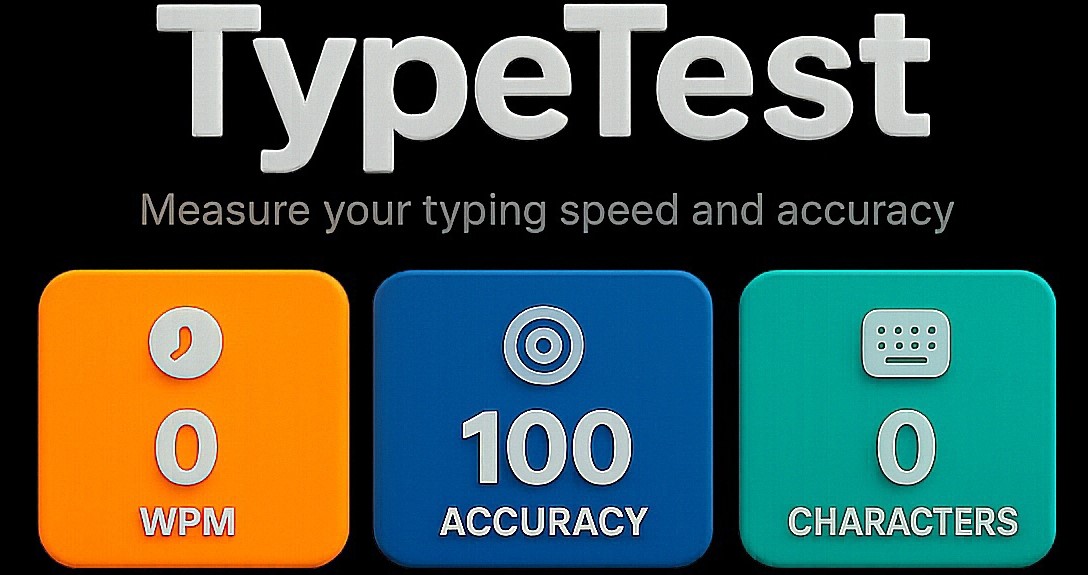 TypeTest
Measure your typing speed and accuracy
0 100 0
WPM ACCURACY CHARACTERS